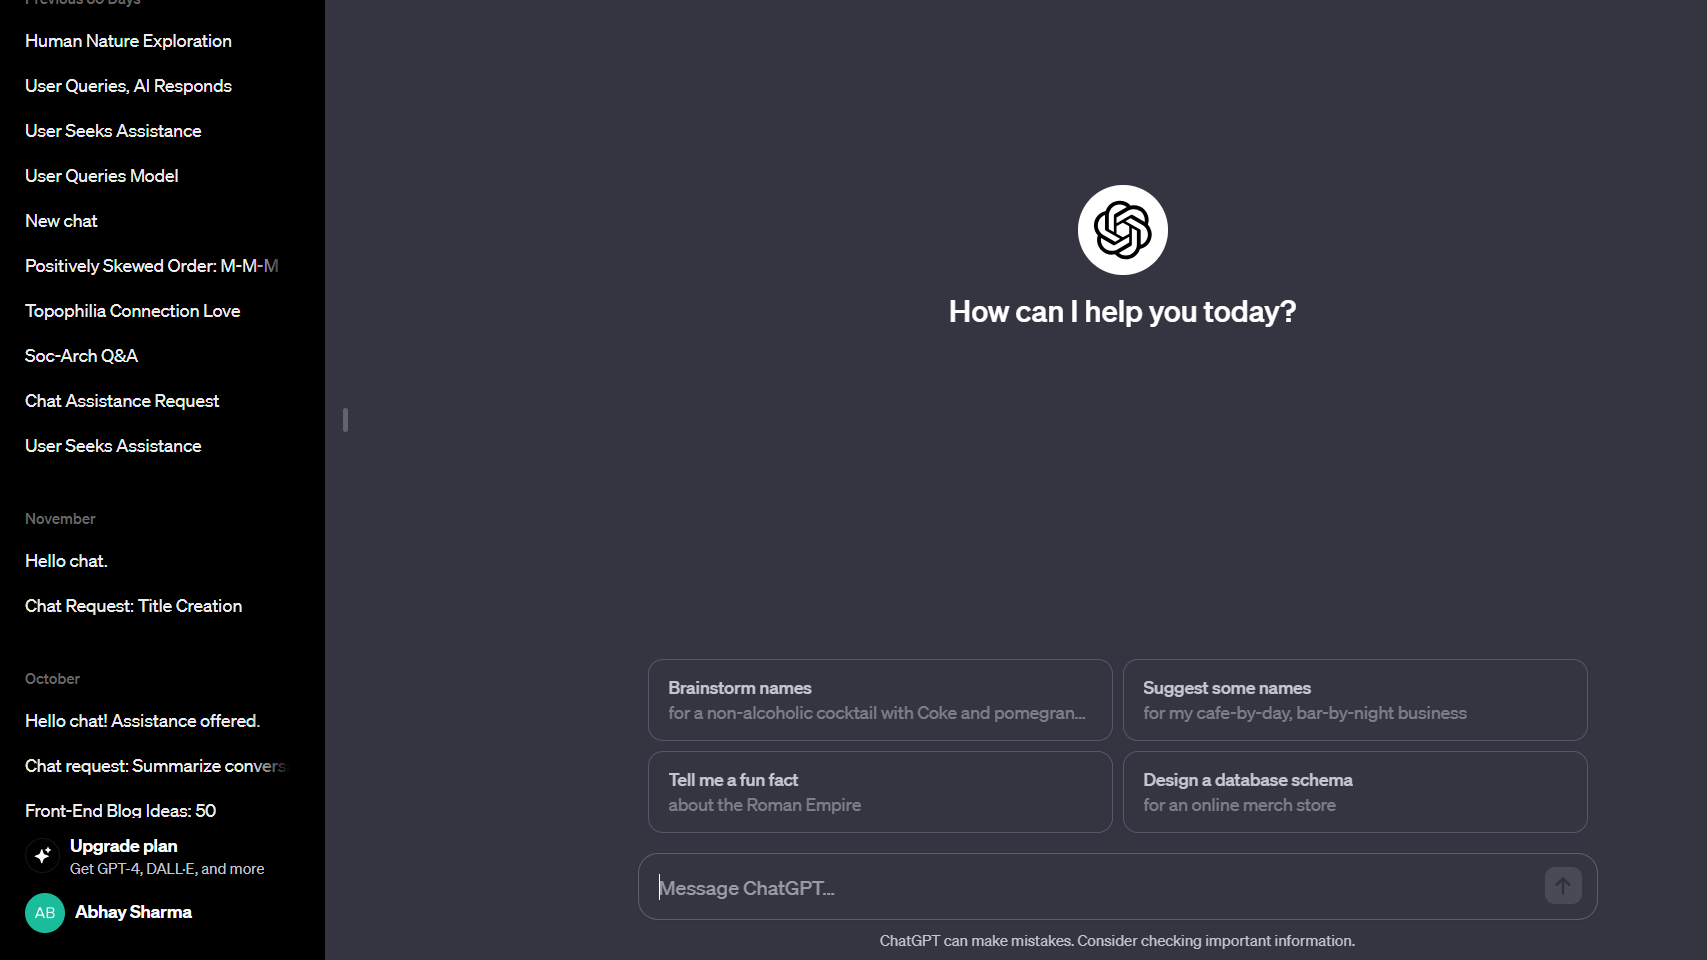 Previous 30 Days
Human Nature Exploration
User Queries, AI Responds
User Seeks Assistance
User Queries Model
New chat
Positively Skewed Order: M-M-M
Topophilia Connection Love
Soc-Arch Q&A
Chat Assistance Request
User Seeks Assistance
November
Hello chat.
Chat Request: Title Creation
October
Hello chat! Assistance offered.
Chat request: Summarize convers
Front-End Blog Ideas: 50
Upgrade plan
Get GPT-4, DALL·E, and more
AB
Abhay Sharma
How can I help you today?
Brainstorm names
for a non-alcoholic cocktail with Coke and pomegran...
Suggest some names
for my cafe-by-day, bar-by-night business
Tell me a fun fact
about the Roman Empire
Design a database schema
for an online merch store
Message ChatGPT...
ChatGPT can make mistakes. Consider checking important information.